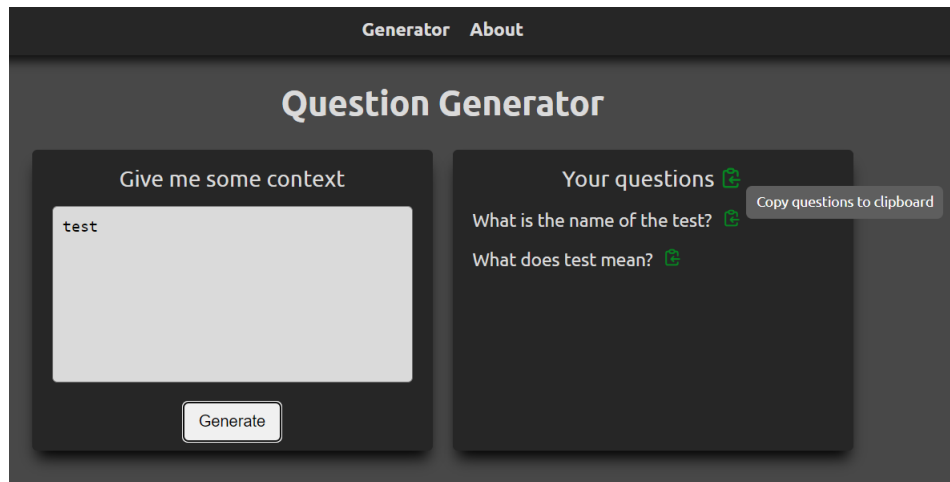 Generator About
Question Generator
Give me some context
test
Generate
Your questions
Copy questions to clipboard
What is the name of the test?
What does test mean?